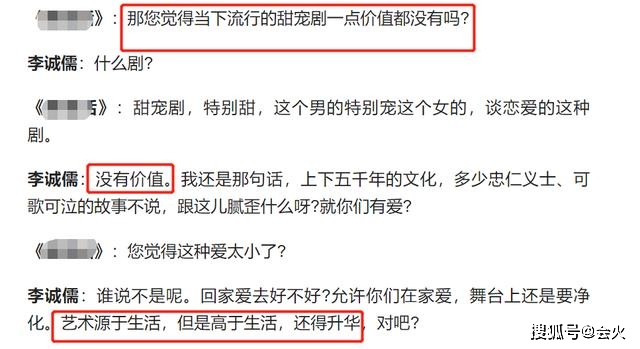 《》：那您觉得当下流行的甜宠剧一点价值都没有吗？
李诚儒：什么剧？
《》：甜宠剧，特别甜，这个男的特别宠这个女的，谈恋爱的这种
剧。
李诚儒：没有价值。我还是那句话，上下五千年的文化，多少忠仁义士、可
歌可泣的故事不说，跟这儿腻歪什么呀?就你们有爱？
《》：您觉得这种爱太小了？
李诚儒：谁说不是呢。回家爱去好不好?允许你们在家爱，舞台上还是要净
化。艺术源于生活，但是高于生活，还得升华，对吧？
搜狐号@会火